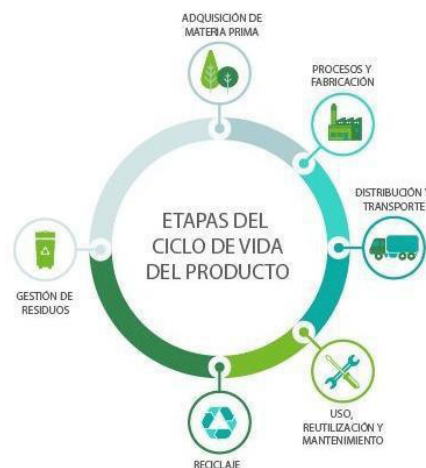 ADQUISICIÓN DE
MATERIA PRIMA
PROCESOS Y
FABRICACIÓN
DISTRIBUCIÓN Y
TRANSPORTE
ETAPAS DEL
CICLO DE VIDA
DEL PRODUCTO
GESTIÓN DE
RESIDUOS
USO,
REUTILIZACIÓN Y
MANTENIMIENTO
RECICLAJE